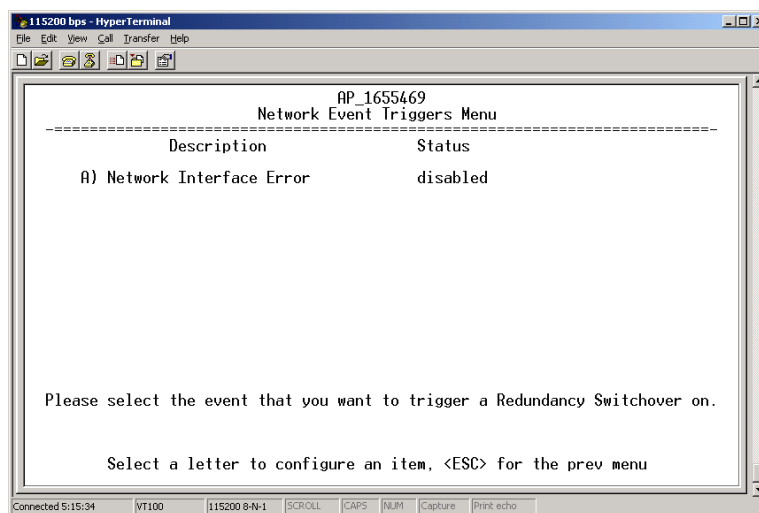 115200 bps - HyperTerminal
File Edit View Call Transfer Help
AP_1655469
Network Event Triggers Menu
-==========================================================================-
Description Status
A) Network Interface Error disabled
Please select the event that you want to trigger a Redundancy Switchover on.
Select a letter to configure an item, <ESC> for the prev menu
Connected 5:15:34 VT100 115200 8-N-1 SCROLL CAPS NUM Capture Print echo